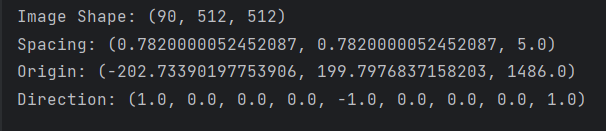 Image Shape: (90, 512, 512)
Spacing: (0.7820000052452087, 0.7820000052452087, 5.0)
Origin: (-202.73390197753906, 199.7976837158203, 1486.0)
Direction: (1.0, 0.0, 0.0, 0.0, -1.0, 0.0, 0.0, 0.0, 1.0)